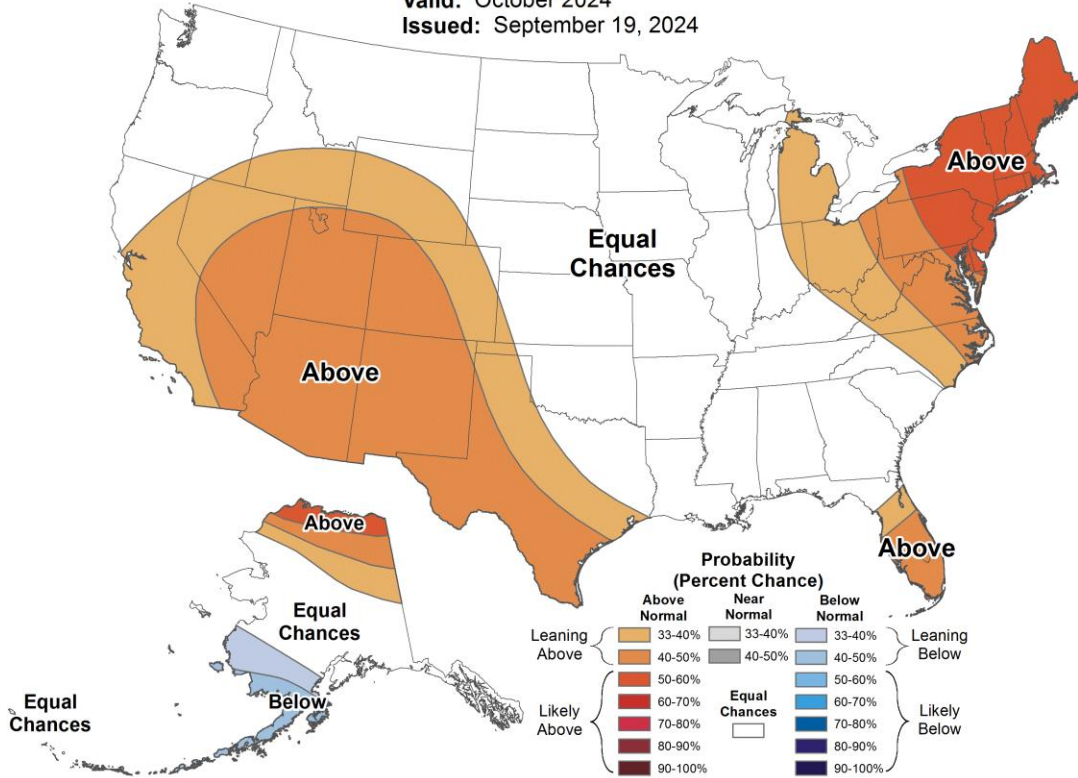 Valid: October 2024
Issued: September 19, 2024
Above
Equal
Chances
Above
Above
Above
Equal
Chances
Below
Equal
Chances
Probability
(Percent Chance)
Above
Normal
Near
Normal
Below
Normal
Leaning
Above
33-40%
40-50%
33-40%
40-50%
33-40%
40-50%
Leaning
Below
Likely
Above
50-60%
60-70%
70-80%
80-90%
90-100%
Equal
Chances
50-60%
60-70%
70-80%
80-90%
90-100%
Likely
Below